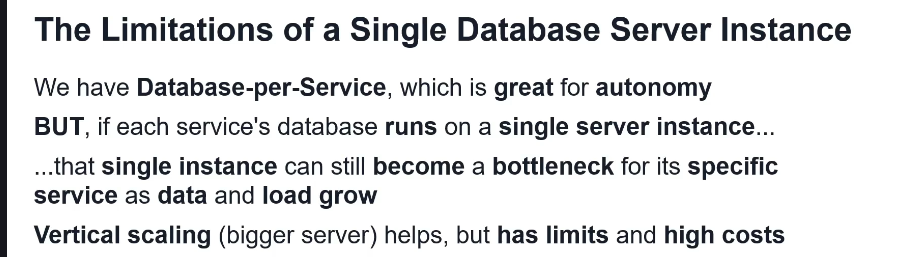 The Limitations of a Single Database Server Instance
We have Database-per-Service, which is great for autonomy
BUT, if each service's database runs on a single server instance...
...that single instance can still become a bottleneck for its specific
service as data and load grow
Vertical scaling (bigger server) helps, but has limits and high costs